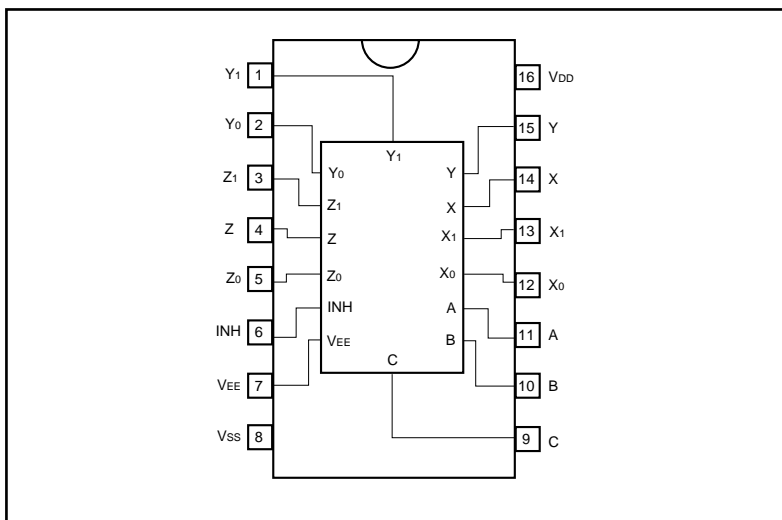 Y1 1
Y0 2
Z1 3
Z 4
Z0 5
INH 6
VEE 7
VSS 8
16 VDD
15 Y
14 X
13 X1
12 X0
11 A
10 B
9 C
Y1
Y0
Z1
Z
Z0
INH
VEE
C
Y
X
X1
X0
A
B